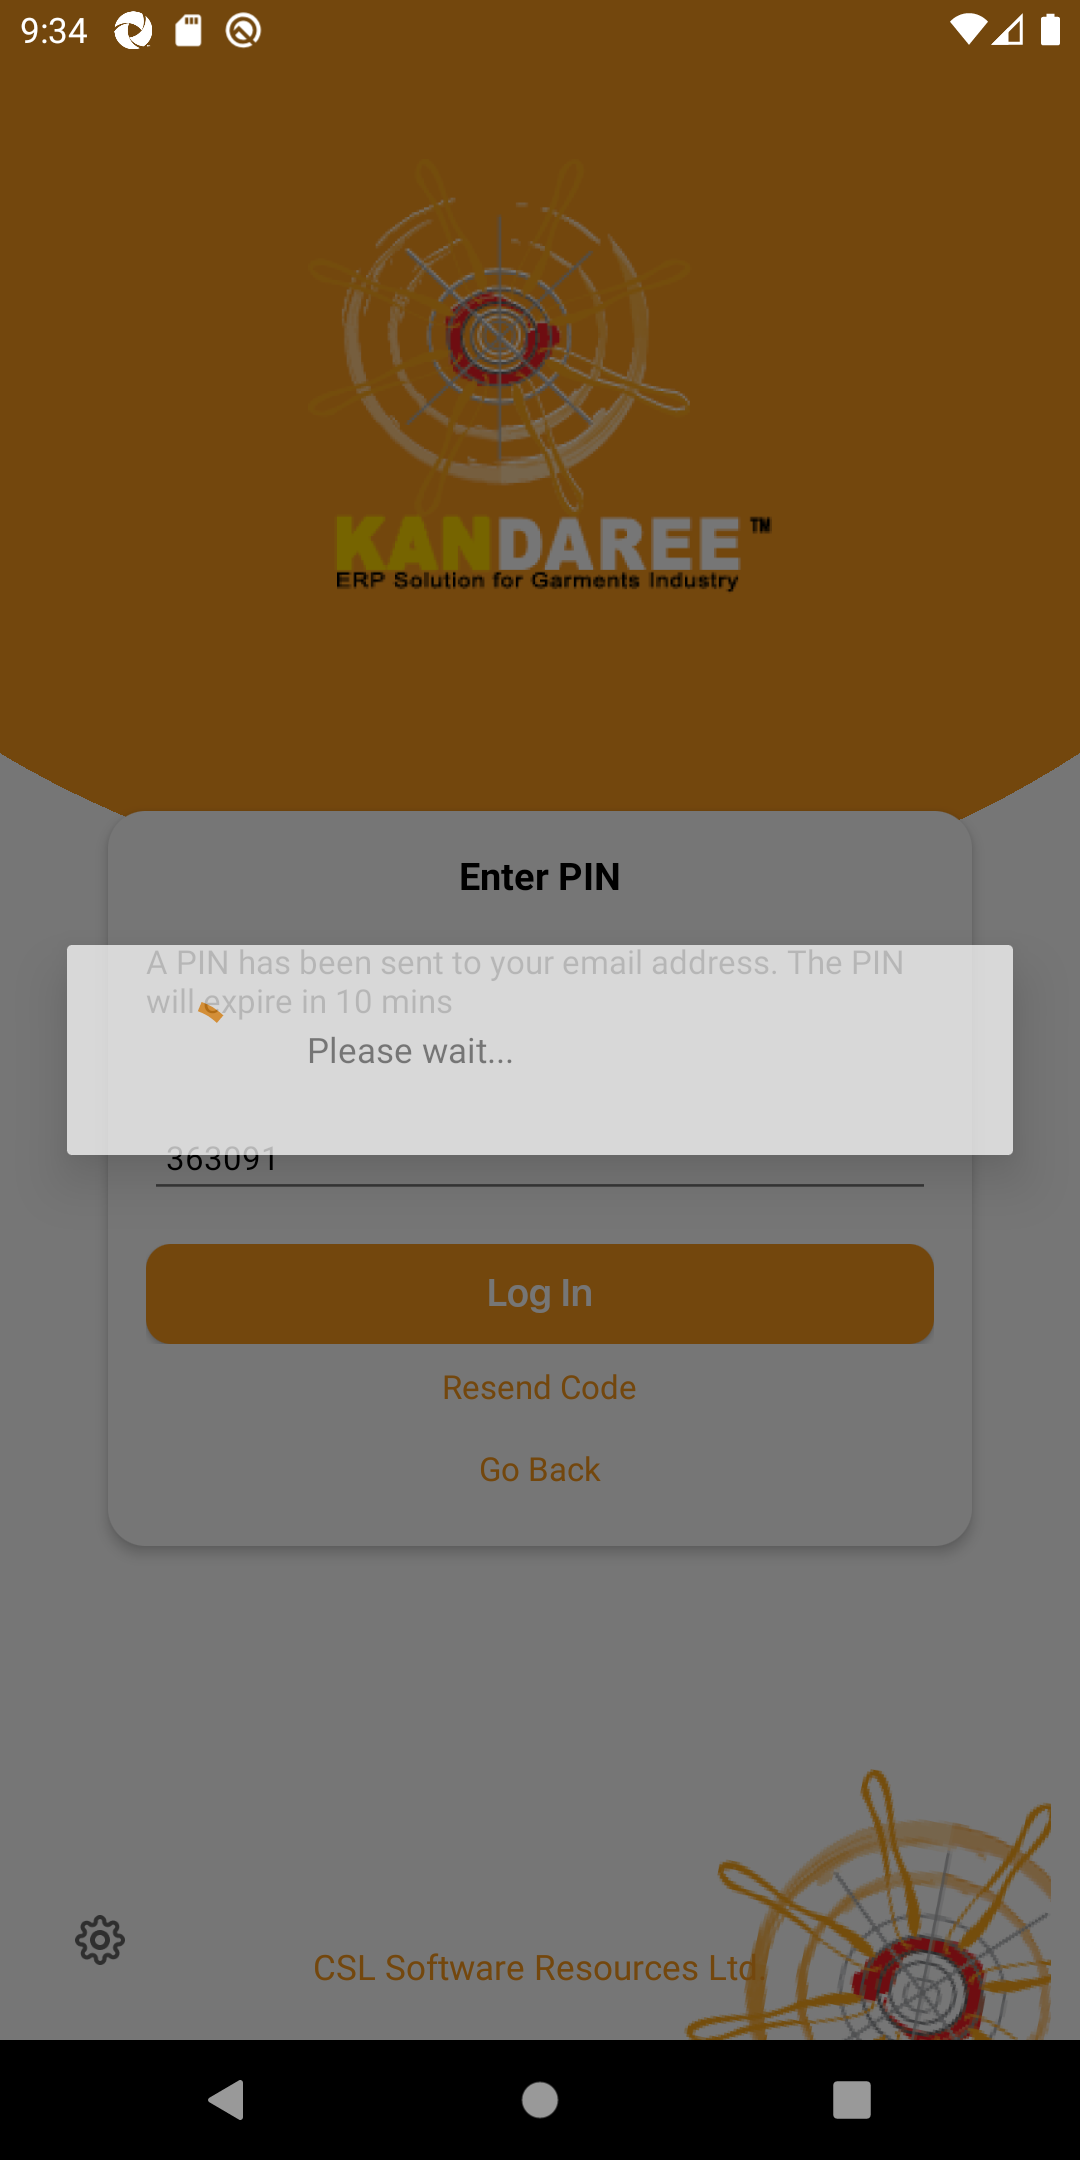 9:34
KANDAREE™
ERP Solution for Garments Industry
Enter PIN
A PIN has been sent to your email address. The PIN
will expire in 10 mins
Please wait...
363091
Log In
Resend Code
Go Back
CSL Software Resources Ltd.